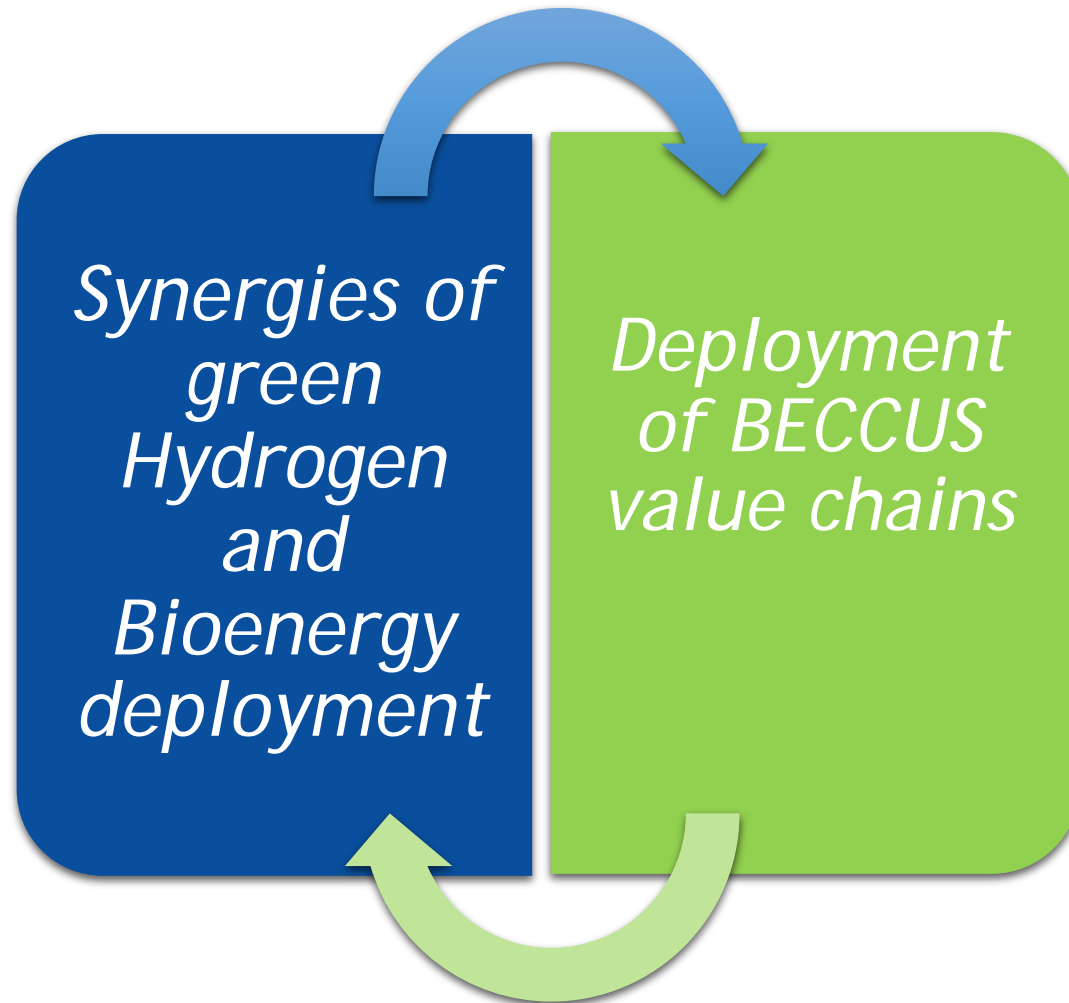 Synergies of
green
Hydrogen
and
Bioenergy
deployment
Deployment
of BECCUS
value chains